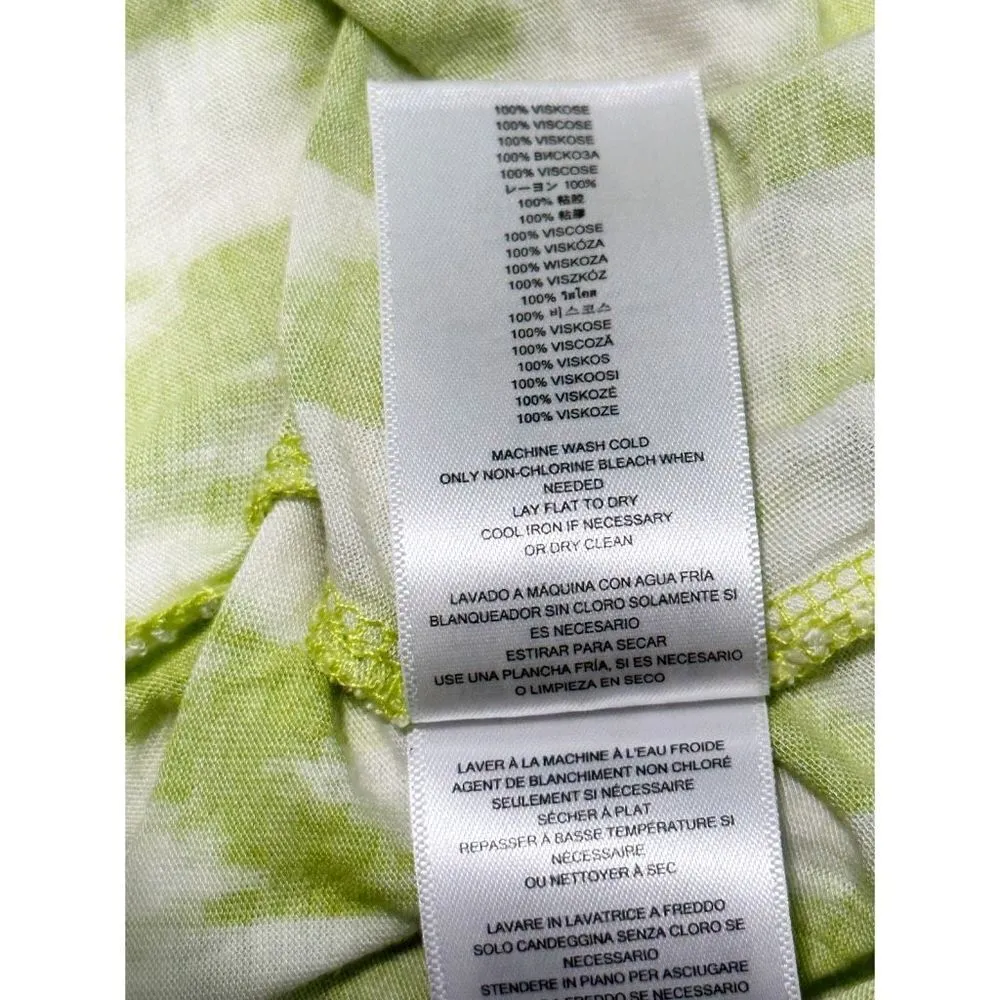 100% VISKOSE
100% VISCOSE
100% VISKOSE
100% ВИСКОЗА
100% VISCOSE
レーヨン 100%
100% 粘胶
100% 粘膠
100% VISCOSE
100% VISKÓZA
100% WISKOZA
100% VISZKÓZ
100% วิสโคส
100% 비스코스
100% VISKOSE
100% VISCOZĂ
100% VISKOS
100% VISKOOSI
100% VISKOZĖ
100% VISKOZE
MACHINE WASH COLD
ONLY NON-CHLORINE BLEACH WHEN
NEEDED
LAY FLAT TO DRY
COOL IRON IF NECESSARY
OR DRY CLEAN
LAVADO A MÁQUINA CON AGUA FRÍA
BLANQUEADOR SIN CLORO SOLAMENTE SI
ES NECESARIO
ESTIRAR PARA SECAR
USE UNA PLANCHA FRÍA, SI ES NECESARIO
O LIMPIEZA EN SECO
LAVER À LA MACHINE À L'EAU FROIDE
AGENT DE BLANCHIMENT NON CHLORÉ
SEULEMENT SI NÉCESSAIRE
SÉCHER À PLAT
REPASSER À BASSE TEMPÉRATURE SI
NÉCESSAIRE
OU NETTOYER À SEC
LAVARE IN LAVATRICE A FREDDO
SOLO CANDEGGINA SENZA CLORO SE
NECESSARIO
STENDERE IN PIANO PER ASCIUGARE
FREDDO SE NECESSARIO